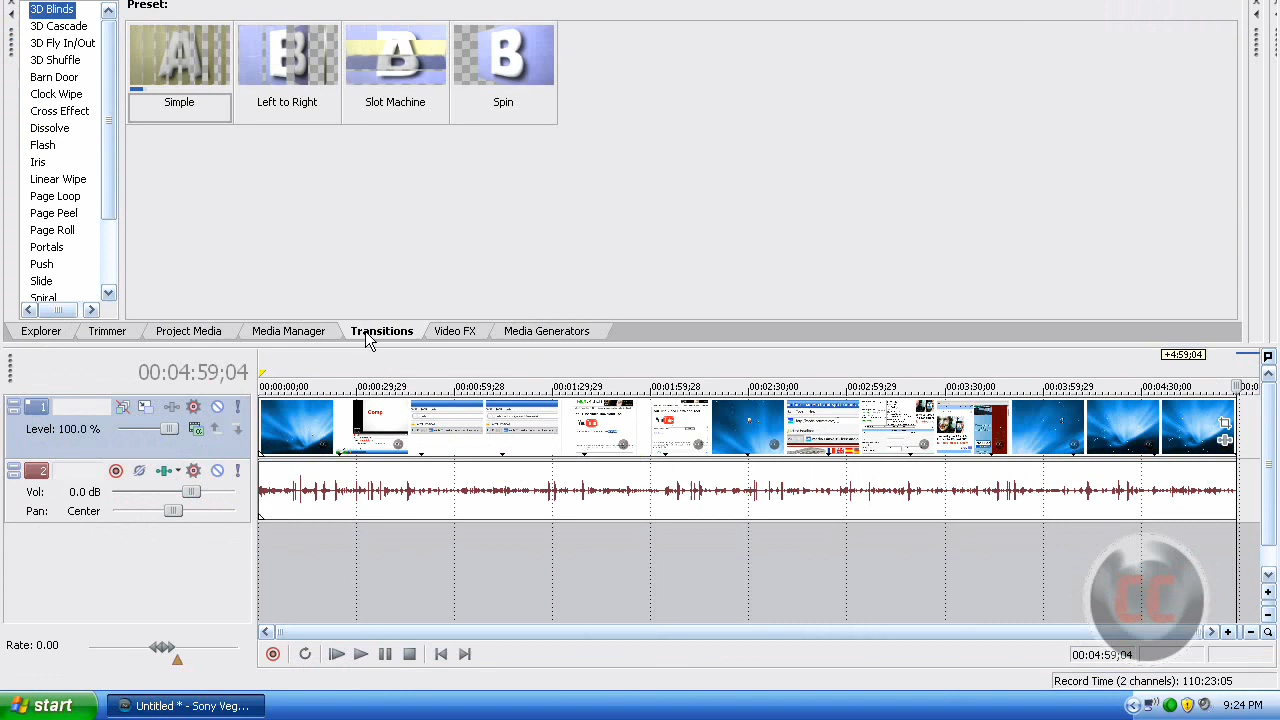 Preset:
3D Blinds
3D Cascade
3D Fly In/Out
3D Shuffle
Barn Door
Clock Wipe
Cross Effect
Dissolve
Flash
Iris
Linear Wipe
Page Loop
Page Peel
Page Roll
Portals
Push
Slide
Spiral
A
B
B
Simple
Left to Right
Slot Machine
Spin
Explorer
Trimmer
Project Media
Media Manager
Transitions
Video FX
Media Generators
+4:59;04
00:04:59;04
00:00:00;00
00:00:29;29
00:00:59;28
00:01:29;29
00:01:59;28
00:02:30;00
00:02:59;28
00:03:30;00
00:03:59;28
00:04:30;00
1
Level: 100.0 %
Comp
2
Vol: 0.0 dB
Pan: Center
CC
Rate: 0.00
00:04:59;04
Record Time (2 channels): 110:23:05
start
Untitled * - Sony Veg...
9:24 PM